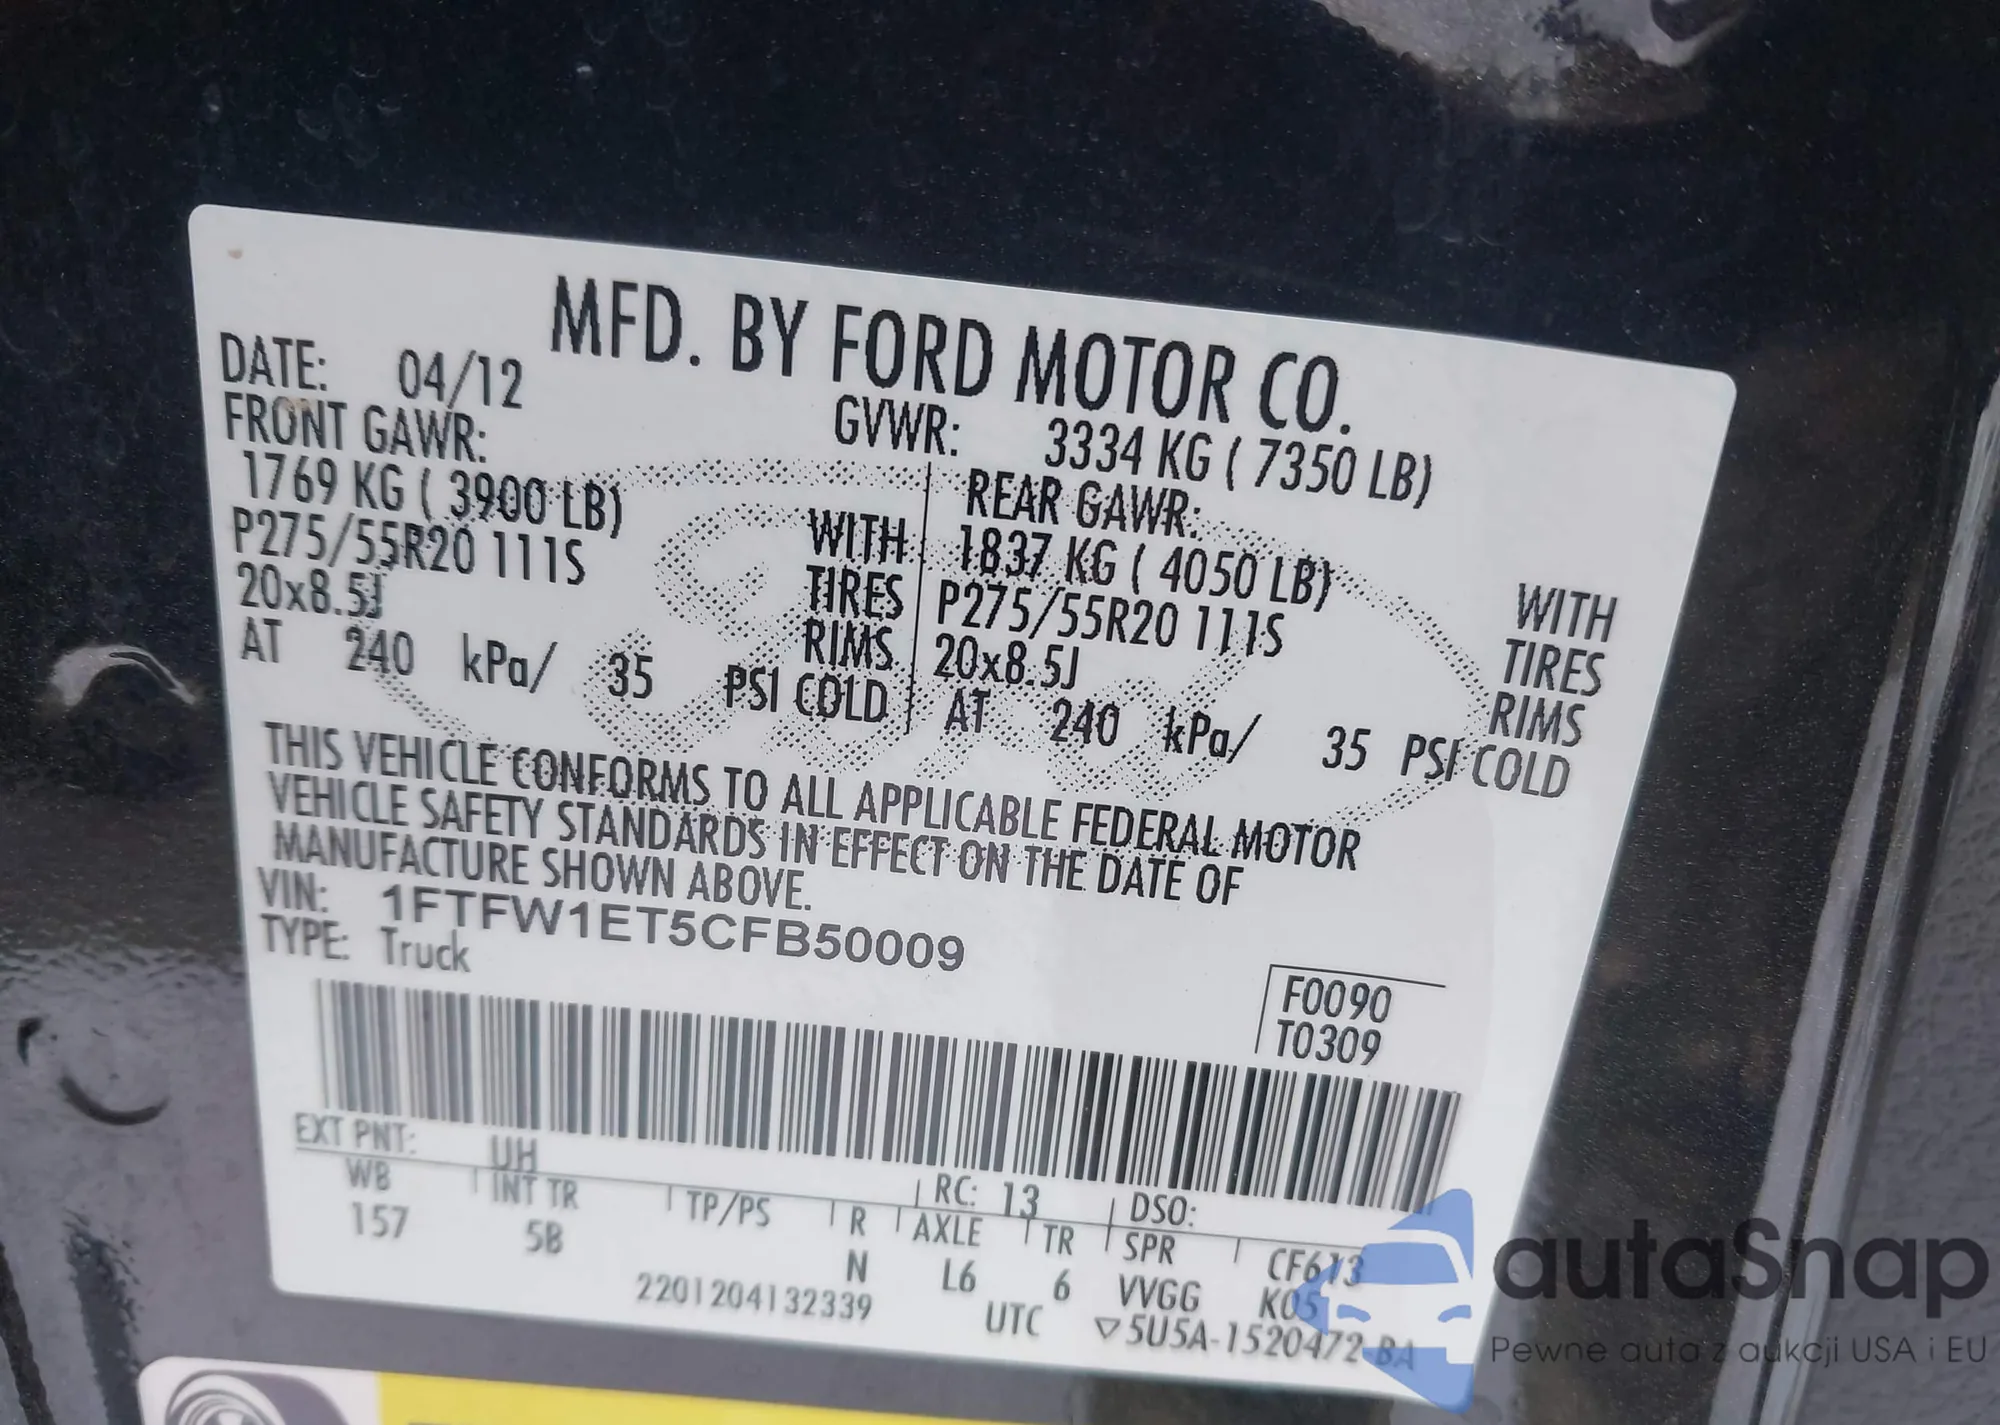 MFD. BY FORD MOTOR CO.
DATE: 04/12
GVWR: 3334 KG ( 7350 LB)
FRONT GAWR:
1769 KG ( 3900 LB) WITH
P275/55R20 111S TIRES
20x8.5J RIMS
AT 240 kPa/ 35 PSI COLD
REAR GAWR:
1837 KG ( 4050 LB) WITH
P275/55R20 111S TIRES
20x8.5J RIMS
AT 240 kPa/ 35 PSI COLD
THIS VEHICLE CONFORMS TO ALL APPLICABLE FEDERAL MOTOR
VEHICLE SAFETY STANDARDS IN EFFECT ON THE DATE OF
MANUFACTURE SHOWN ABOVE.
VIN: 1FTFW1ET5CFB50009
TYPE: Truck
F0090
T0309
EXT PNT: UH RC: 13 DSO:
WB INT TR TP/PS R AXLE TR SPR CF613
157 5B N L6 6 VVGG K05
2201204132339 UTC ▽5U5A-1520472-BA
autaSnap
Pewne auta z aukcji USA i EU